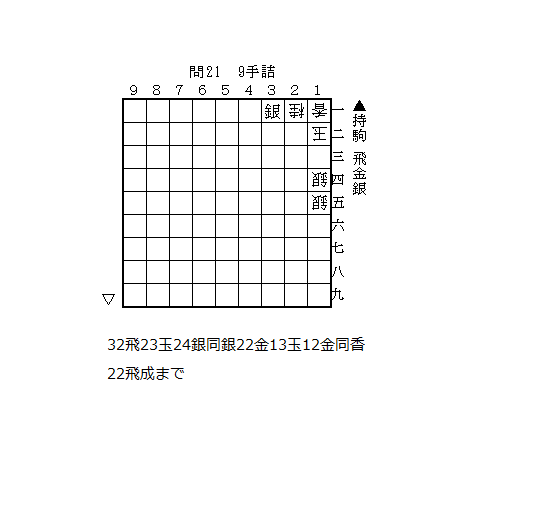 問21 9手詰
9 8 7 6 5 4 3 2 1
銀 桂 香 一
玉 二
三
銀 四
銀 五
六
七
八
九
▲持駒 飛金銀
▽
32飛23玉24銀同銀22金13玉12金同香
22飛成まで